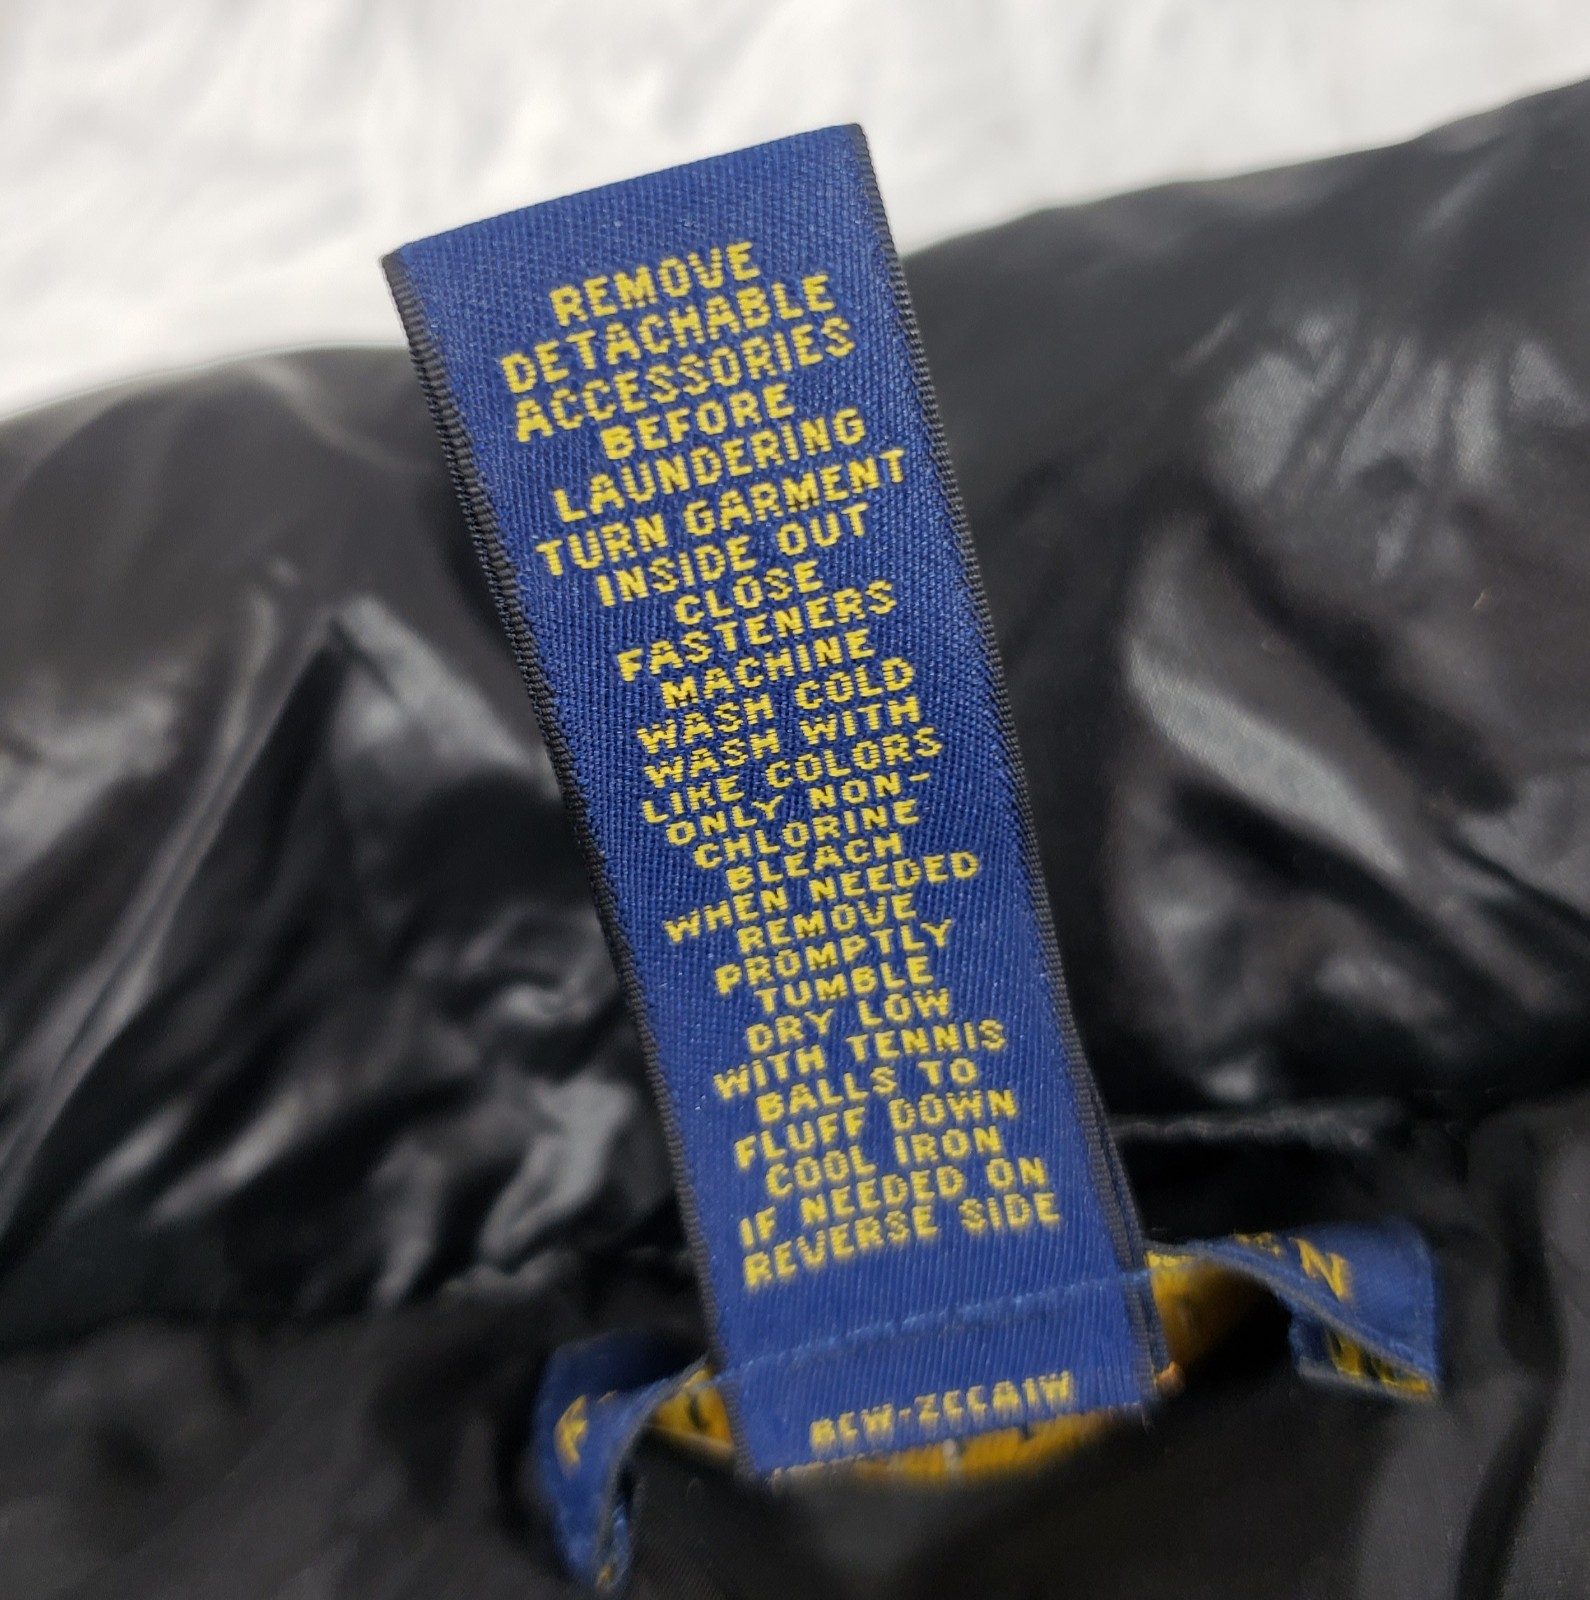 REMOVE
DETACHABLE
ACCESSORIES
BEFORE
LAUNDERING
TURN GARMENT
INSIDE OUT
CLOSE
FASTENERS
MACHINE
WASH COLD
WASH WITH
LIKE COLORS
ONLY NON-
CHLORINE
BLEACH
WHEN NEEDED
REMOVE
PROMPTLY
TUMBLE
DRY LOW
WITH TENNIS
BALLS TO
FLUFF DOWN
COOL IRON
IF NEEDED ON
REVERSE SIDE